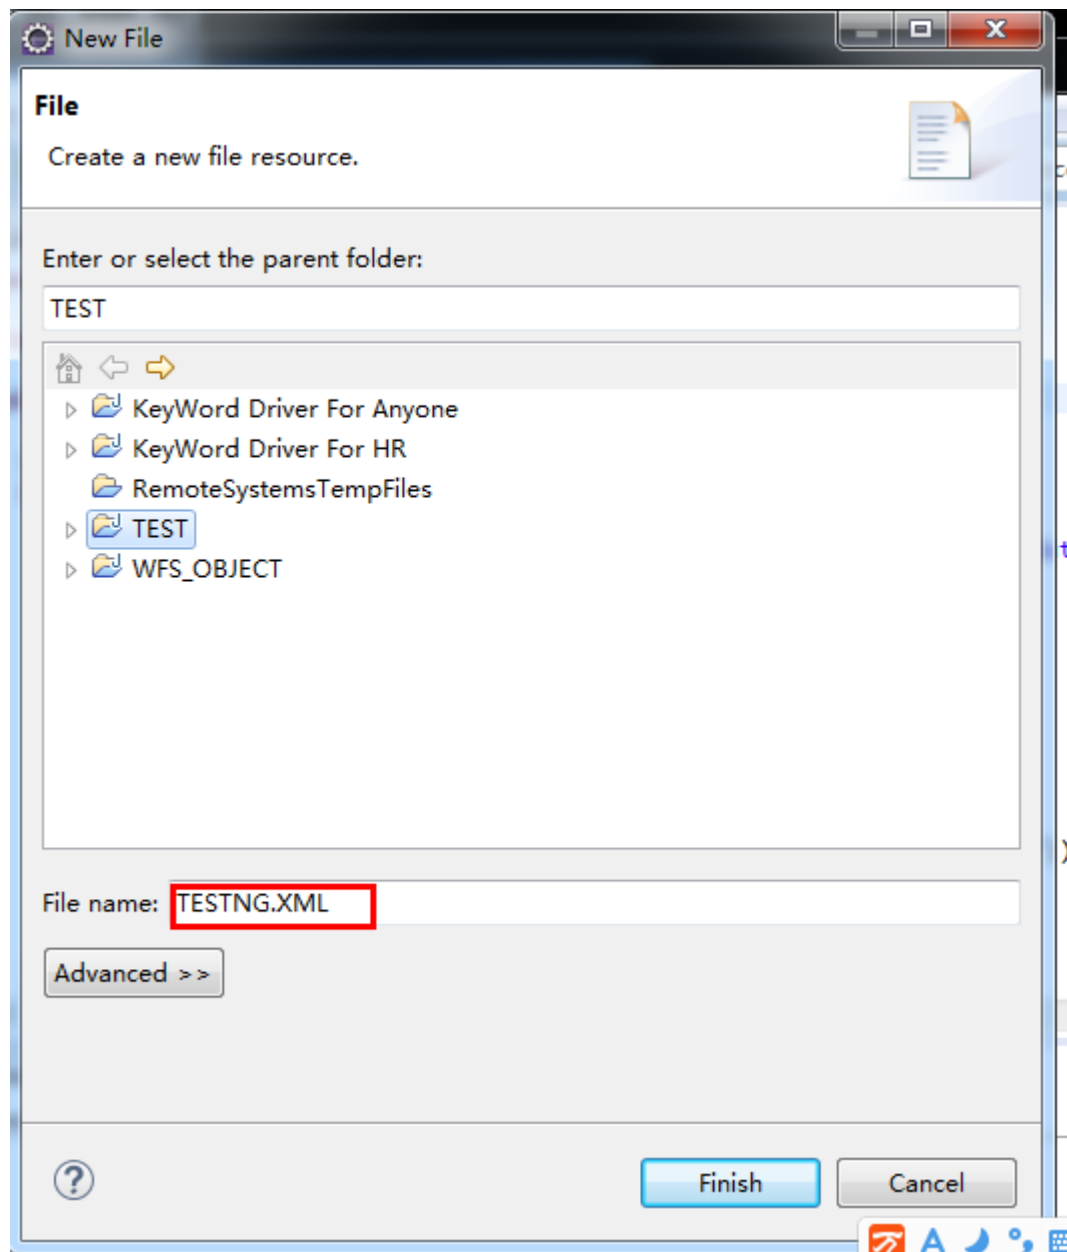 New File
File
Create a new file resource.
Enter or select the parent folder:
TEST
KeyWord Driver For Anyone
KeyWord Driver For HR
RemoteSystemsTempFiles
TEST
WFS_OBJECT
File name: TESTNG.XML
Advanced >>
Finish
Cancel